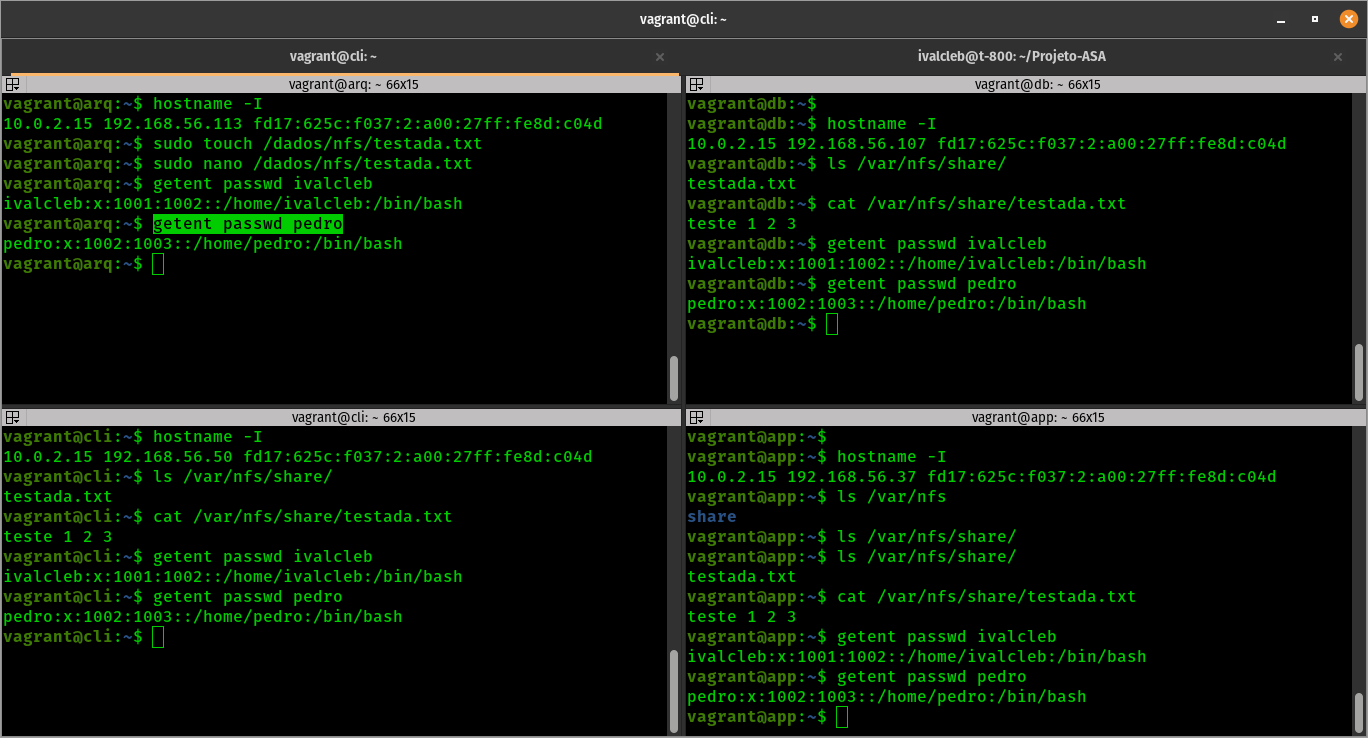 vagrant@cli: ~
vagrant@cli: ~
ivalcleb@t-800: ~/Projeto-ASA
vagrant@arq: ~ 66x15
vagrant@arq:~$ hostname -I
10.0.2.15 192.168.56.113 fd17:625c:f037:2:a00:27ff:fe8d:c04d
vagrant@arq:~$ sudo touch /dados/nfs/testada.txt
vagrant@arq:~$ sudo nano /dados/nfs/testada.txt
vagrant@arq:~$ getent passwd ivalcleb
ivalcleb:x:1001:1002::/home/ivalcleb:/bin/bash
vagrant@arq:~$ getent passwd pedro
pedro:x:1002:1003::/home/pedro:/bin/bash
vagrant@arq:~$
vagrant@db: ~ 66x15
vagrant@db:~$
vagrant@db:~$ hostname -I
10.0.2.15 192.168.56.107 fd17:625c:f037:2:a00:27ff:fe8d:c04d
vagrant@db:~$ ls /var/nfs/share/
testada.txt
vagrant@db:~$ cat /var/nfs/share/testada.txt
teste 1 2 3
vagrant@db:~$ getent passwd ivalcleb
ivalcleb:x:1001:1002::/home/ivalcleb:/bin/bash
vagrant@db:~$ getent passwd pedro
pedro:x:1002:1003::/home/pedro:/bin/bash
vagrant@db:~$
vagrant@cli: ~ 66x15
vagrant@cli:~$ hostname -I
10.0.2.15 192.168.56.50 fd17:625c:f037:2:a00:27ff:fe8d:c04d
vagrant@cli:~$ ls /var/nfs/share/
testada.txt
vagrant@cli:~$ cat /var/nfs/share/testada.txt
teste 1 2 3
vagrant@cli:~$ getent passwd ivalcleb
ivalcleb:x:1001:1002::/home/ivalcleb:/bin/bash
vagrant@cli:~$ getent passwd pedro
pedro:x:1002:1003::/home/pedro:/bin/bash
vagrant@cli:~$
vagrant@app: ~ 66x15
vagrant@app:~$
vagrant@app:~$ hostname -I
10.0.2.15 192.168.56.37 fd17:625c:f037:2:a00:27ff:fe8d:c04d
vagrant@app:~$ ls /var/nfs
share
vagrant@app:~$ ls /var/nfs/share/
vagrant@app:~$ ls /var/nfs/share/
testada.txt
vagrant@app:~$ cat /var/nfs/share/testada.txt
teste 1 2 3
vagrant@app:~$ getent passwd ivalcleb
ivalcleb:x:1001:1002::/home/ivalcleb:/bin/bash
vagrant@app:~$ getent passwd pedro
pedro:x:1002:1003::/home/pedro:/bin/bash
vagrant@app:~$